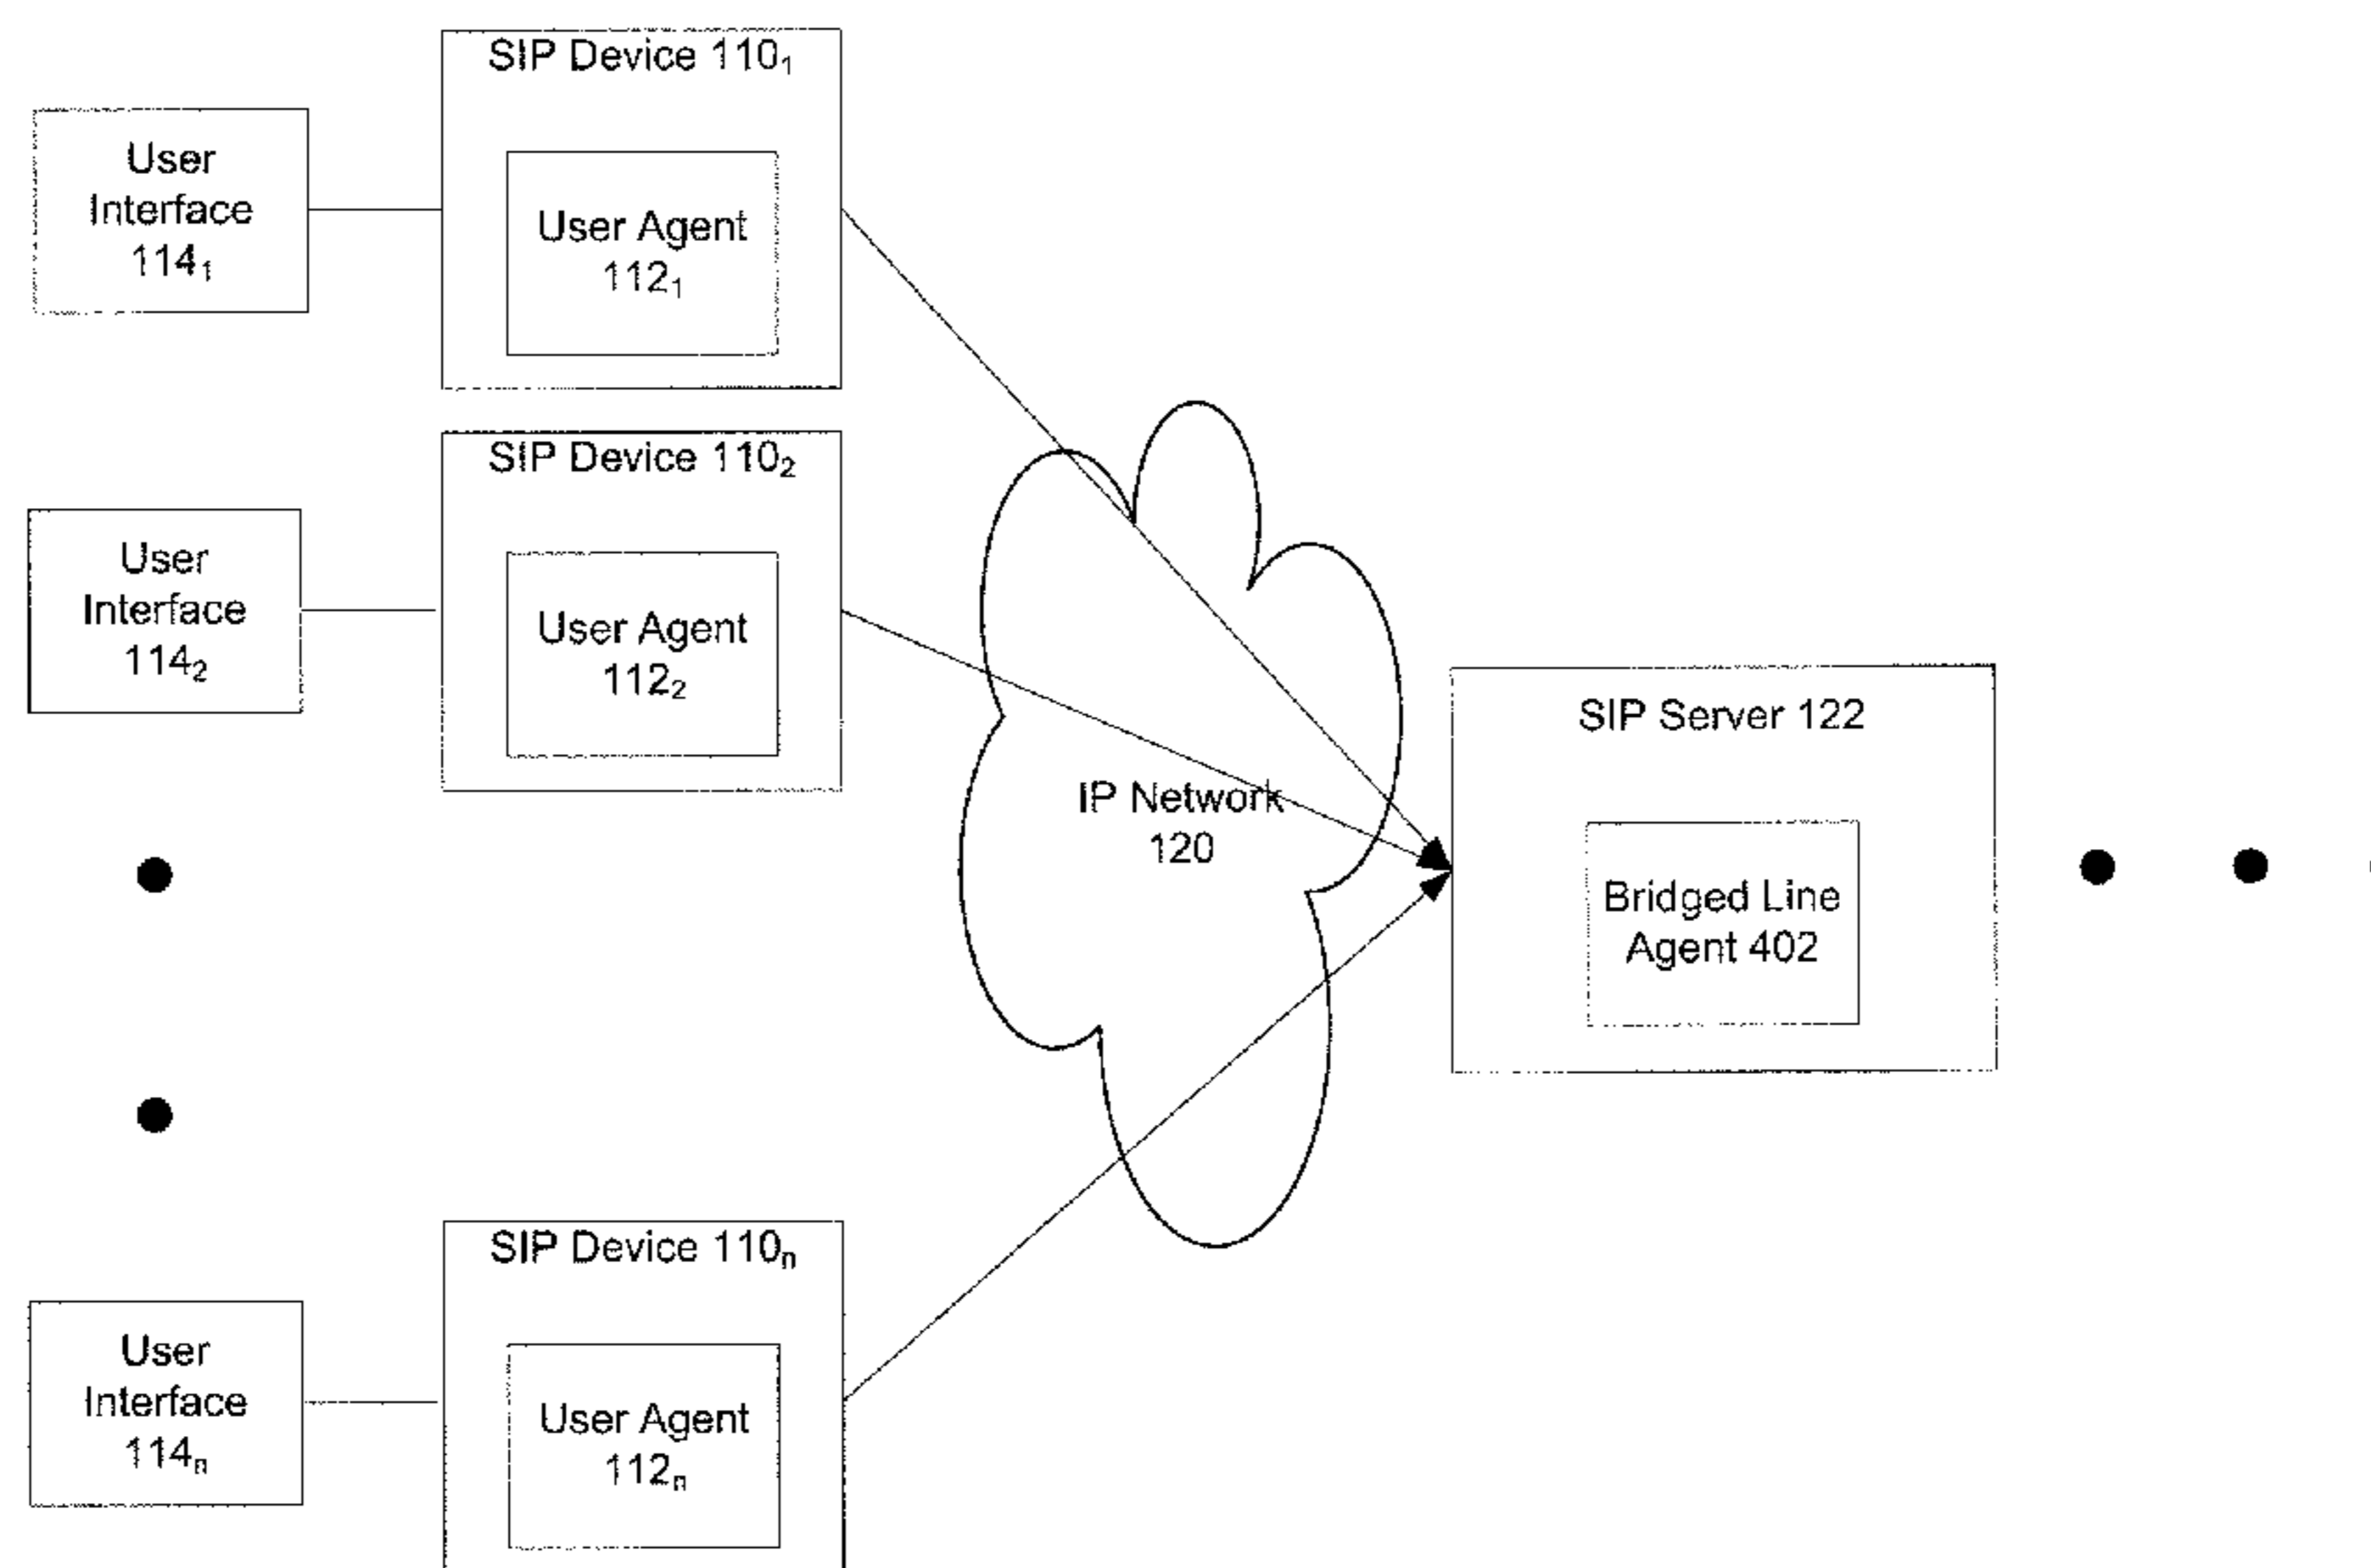 SIP Device 110₁
User
Interface
114₁
User Agent
112₁
SIP Device 110₂
User
Interface
114₂
User Agent
112₂
IP Network
120
SIP Server 122
Bridged Line
Agent 402
SIP Device 110ₙ
User
Interface
114ₙ
User Agent
112ₙ